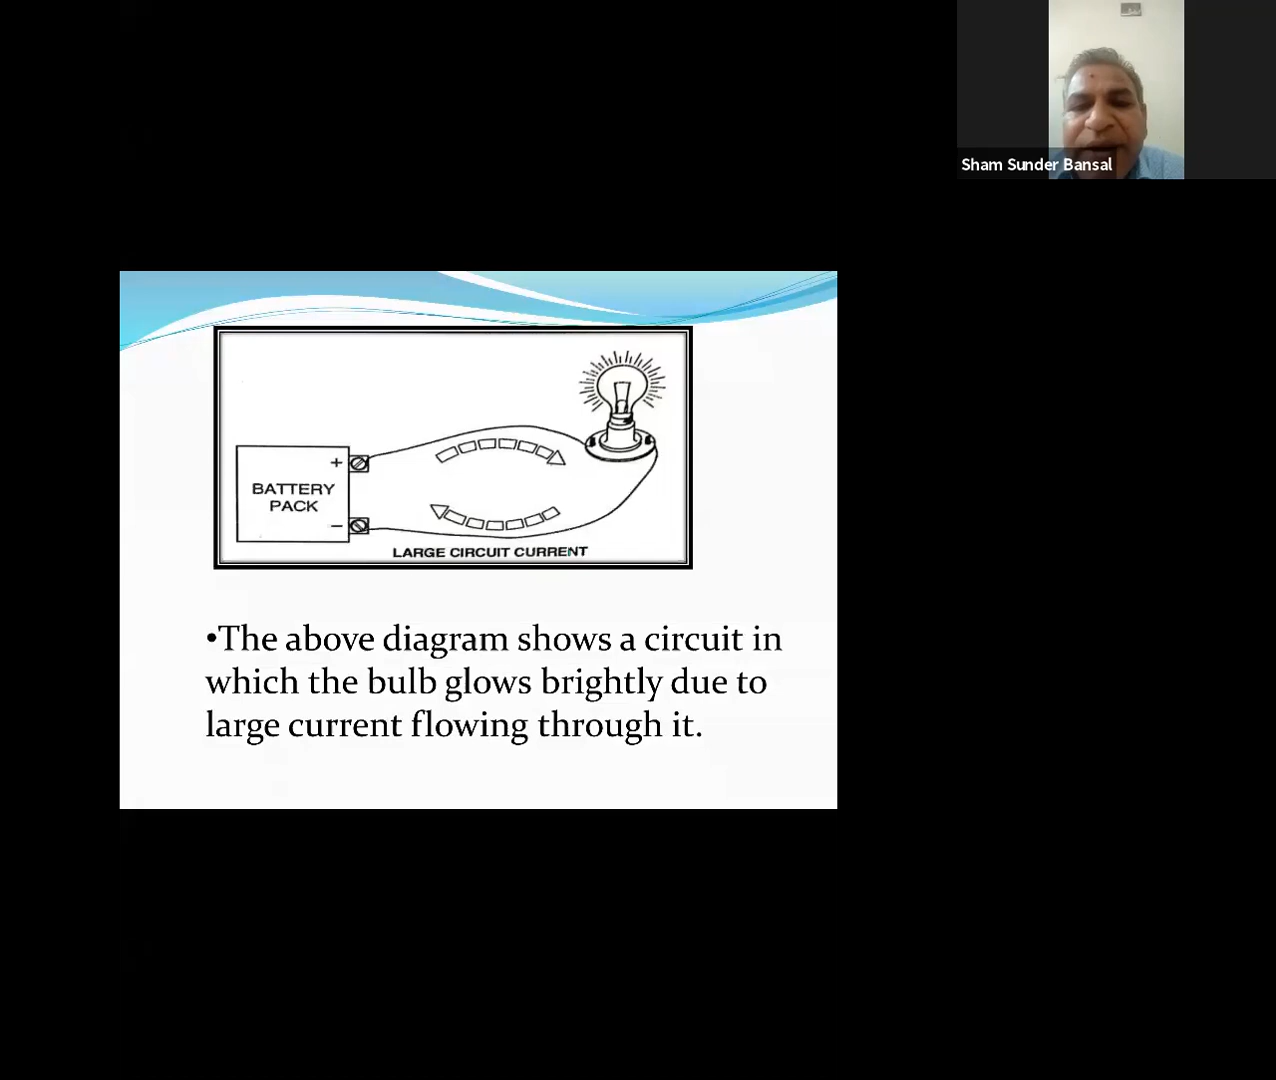 Sham Sunder Bansal
+
BATTERY
PACK
−
LARGE CIRCUIT CURRENT
•The above diagram shows a circuit in
which the bulb glows brightly due to
large current flowing through it.